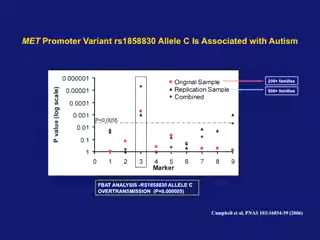 MET Promoter Variant rs1858830 Allele C Is Associated with Autism
Original Sample
Replication Sample
Combined
200+ families
500+ families
P value (log scale)
0.000001
0.00001
0.0001
0.001
0.01
0.1
1
P=0.0055
0 1 2 3 4 5 6 7 8 9
Marker
FBAT ANALYSIS -RS1858830 ALLELE C
OVERTRANSMISSION (P=0.000005)
Campbell et al, PNAS 103:16834-39 (2006)